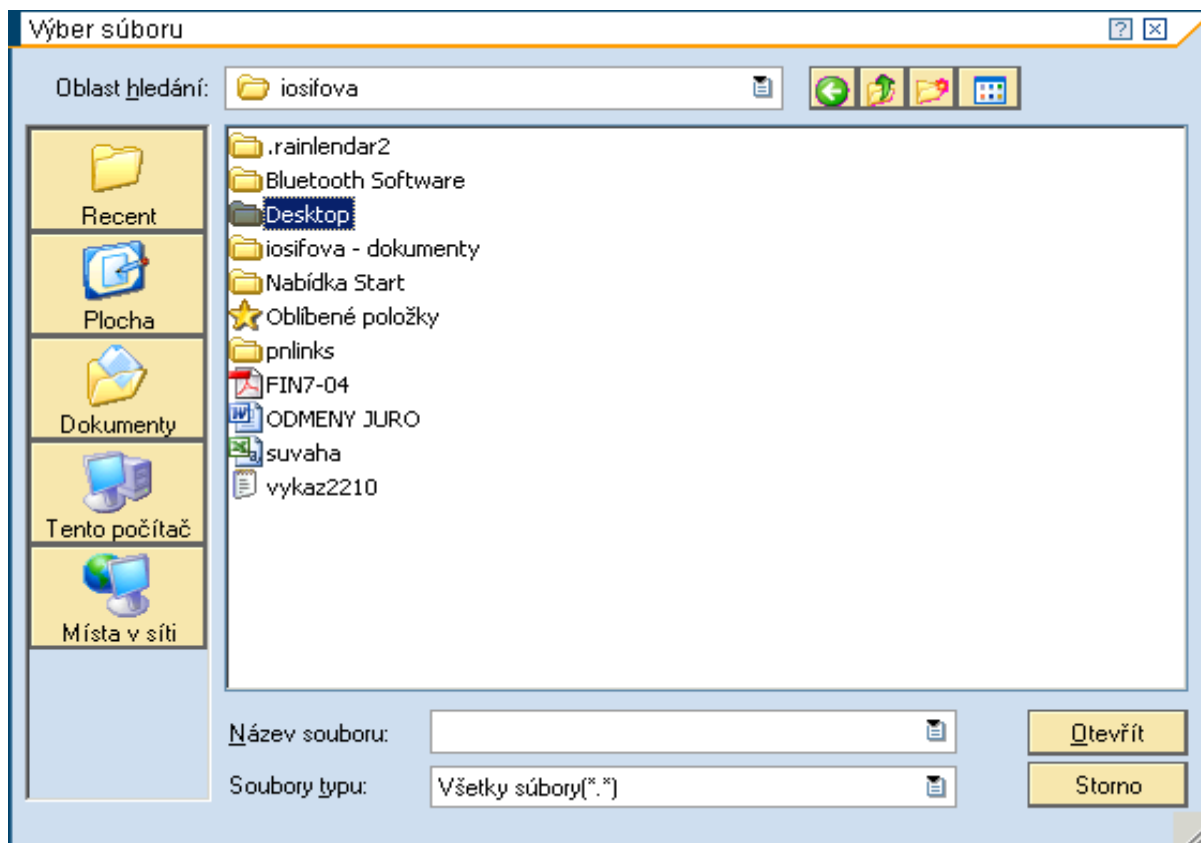 Výber súboru
Oblast hledání:
iosifova
Recent
Plocha
Dokumenty
Tento počítač
Místa v síti
.rainlendar2
Bluetooth Software
Desktop
iosifova - dokumenty
Nabídka Start
Oblíbené položky
pnlinks
FIN7-04
ODMENY JURO
suvaha
vykaz2210
Název souboru:
Otevřít
Soubory typu:
Všetky súbory(*.*)
Storno